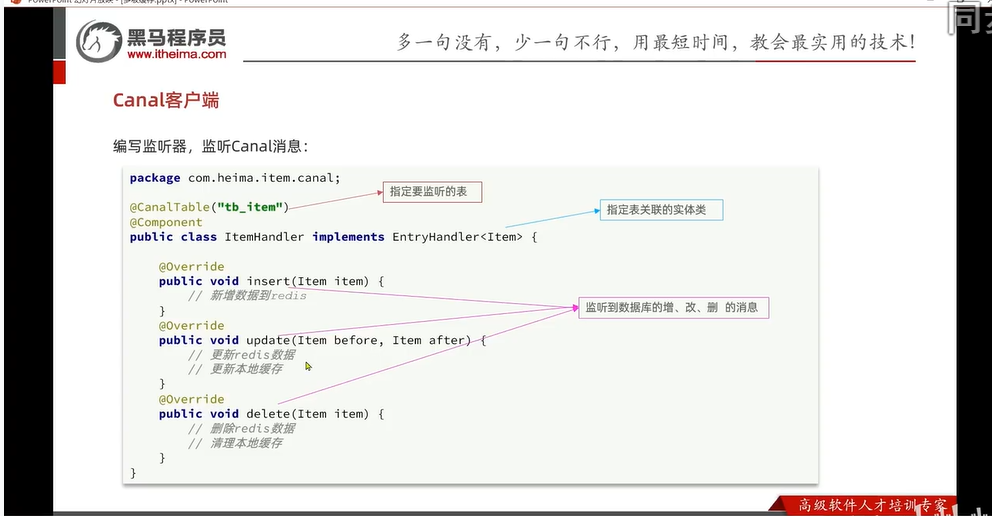 PowerPoint 幻灯片放映 - [多级缓存.pptx] - PowerPoint
同
黑马程序员
www.itheima.com
多一句没有，少一句不行，用最短时间，教会最实用的技术！
Canal客户端
编写监听器，监听Canal消息：
package com.heima.item.canal;
指定要监听的表
@CanalTable("tb_item")
指定表关联的实体类
@Component
public class ItemHandler implements EntryHandler<Item> {
@Override
public void insert(Item item) {
// 新增数据到redis
监听到数据库的增、改、删 的消息
}
@Override
public void update(Item before, Item after) {
// 更新redis数据
// 更新本地缓存
}
@Override
public void delete(Item item) {
// 删除redis数据
// 清理本地缓存
}
}
高级软件人才培训专家